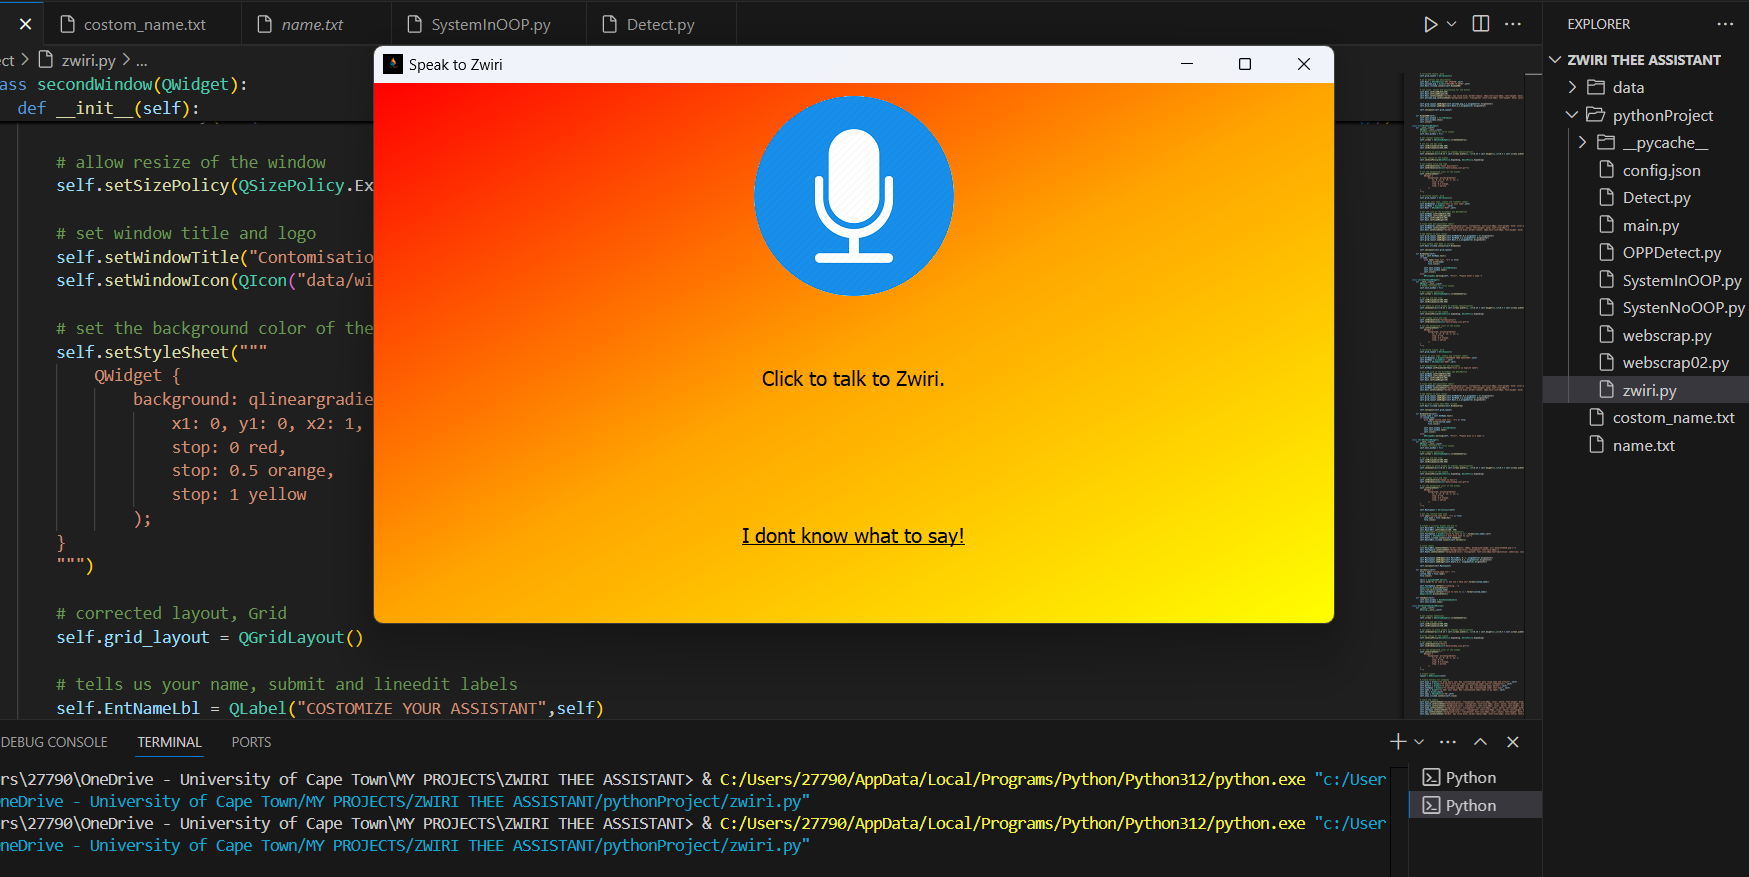 costom_name.txt
name.txt
SystemInOOP.py
Detect.py
EXPLORER
ct > zwiri.py > ...
Speak to Zwiri
ass secondWindow(QWidget):
def __init__(self):
# allow resize of the window
self.setSizePolicy(QSizePolicy.Ex
# set window title and logo
self.setWindowTitle("Contomisatio
self.setWindowIcon(QIcon("data/wi
# set the background color of the
self.setStyleSheet("""
QWidget {
background: qlineargradie
x1: 0, y1: 0, x2: 1,
stop: 0 red,
stop: 0.5 orange,
stop: 1 yellow
);
}
""")
# corrected layout, Grid
self.grid_layout = QGridLayout()
# tells us your name, submit and lineedit labels
self.EntNameLbl = QLabel("COSTOMIZE YOUR ASSISTANT",self)
Click to talk to Zwiri.
I dont know what to say!
ZWIRI THEE ASSISTANT
data
pythonProject
__pycache__
config.json
Detect.py
main.py
OPPDetect.py
SystemInOOP.py
SystenNoOOP.py
webscrap.py
webscrap02.py
zwiri.py
costom_name.txt
name.txt
DEBUG CONSOLE
TERMINAL
PORTS
rs\27790\OneDrive - University of Cape Town\MY PROJECTS\ZWIRI THEE ASSISTANT> & C:/Users/27790/AppData/Local/Programs/Python/Python312/python.exe "c:/User
neDrive - University of Cape Town/MY PROJECTS/ZWIRI THEE ASSISTANT/pythonProject/zwiri.py"
rs\27790\OneDrive - University of Cape Town\MY PROJECTS\ZWIRI THEE ASSISTANT> & C:/Users/27790/AppData/Local/Programs/Python/Python312/python.exe "c:/User
neDrive - University of Cape Town/MY PROJECTS/ZWIRI THEE ASSISTANT/pythonProject/zwiri.py"
Python
Python